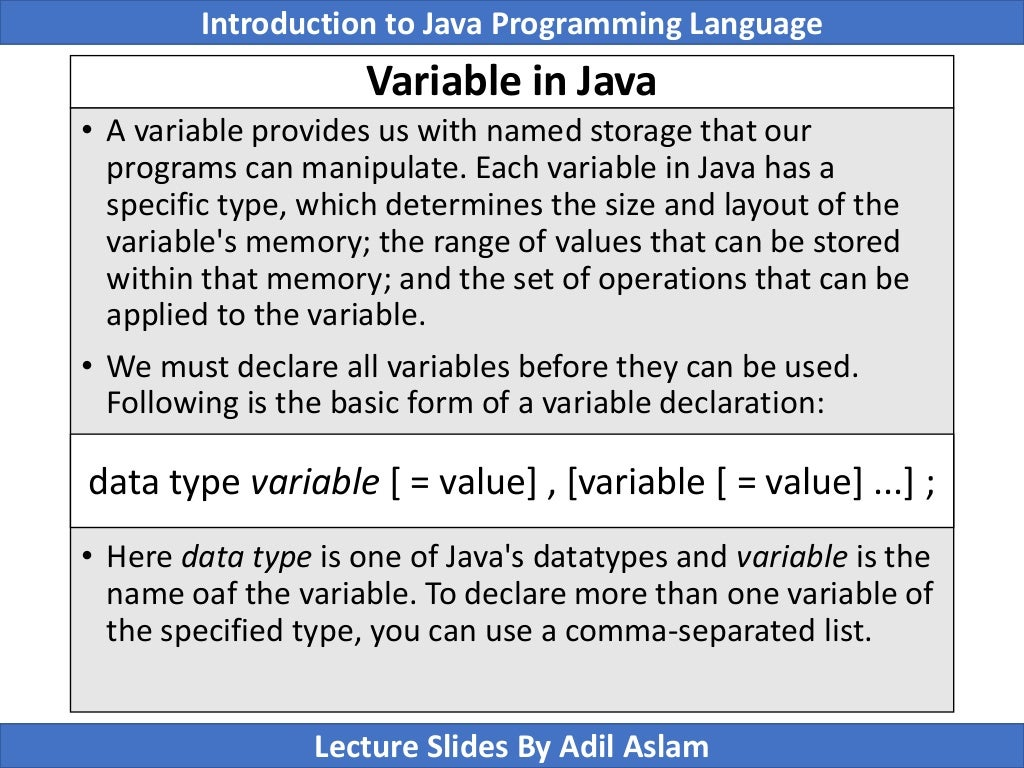 Introduction to Java Programming Language
Variable in Java
• A variable provides us with named storage that our
programs can manipulate. Each variable in Java has a
specific type, which determines the size and layout of the
variable's memory; the range of values that can be stored
within that memory; and the set of operations that can be
applied to the variable.
• We must declare all variables before they can be used.
Following is the basic form of a variable declaration:
data type variable [ = value] , [variable [ = value] ...] ;
• Here data type is one of Java's datatypes and variable is the
name oaf the variable. To declare more than one variable of
the specified type, you can use a comma-separated list.
Lecture Slides By Adil Aslam